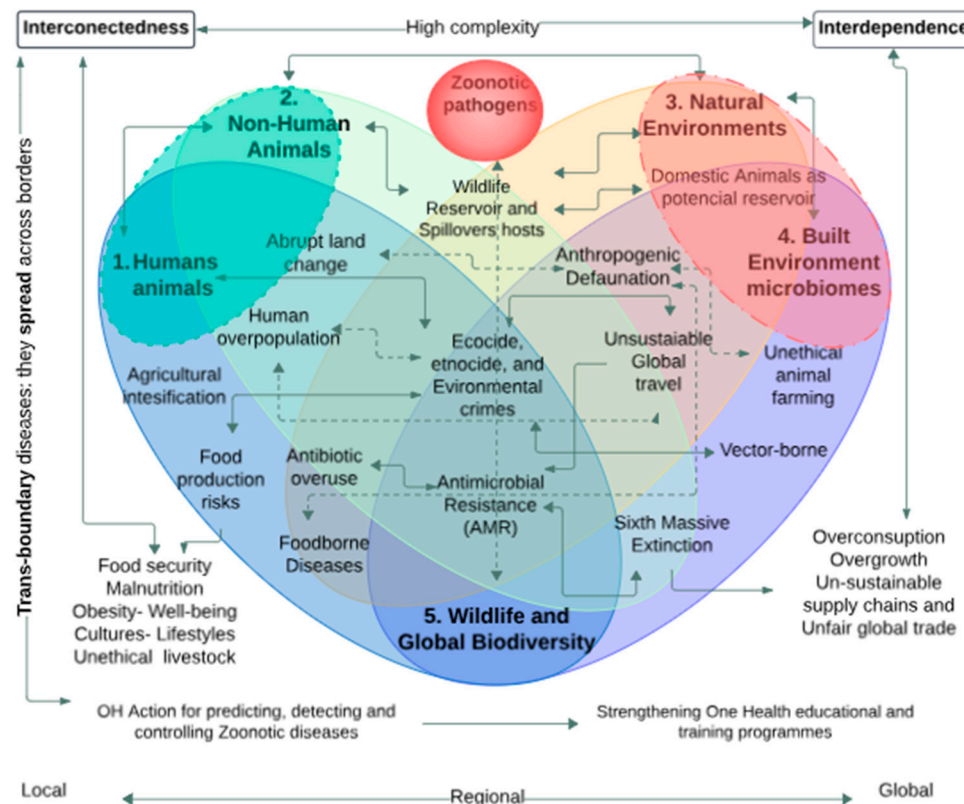 Interconectedness
High complexity
Interdependence
Trans-boundary diseases: they spread across borders
Zoonotic
pathogens
2.
Non-Human
Animals
3. Natural
Environments
Wildlife
Reservoir and
Spillovers hosts
Domestic Animals as
potencial reservoir
1. Humans
animals
Abrupt land
change
Anthropogenic
Defaunation
4. Built
Environment
microbiomes
Human
overpopulation
Ecocide,
etnocide, and
Evironmental
crimes
Unsustaiable
Global
travel
Unethical
animal
farming
Agricultural
intesification
Food
production
risks
Antibiotic
overuse
Antimicrobial
Resistance
(AMR)
Vector-borne
Foodborne
Diseases
Sixth Massive
Extinction
Food security
Malnutrition
Obesity- Well-being
Cultures- Lifestyles
Unethical livestock
Overconsuption
Overgrowth
Un-sustainable
supply chains and
Unfair global trade
5. Wildlife and
Global Biodiversity
OH Action for predicting, detecting and
controlling Zoonotic diseases
Strengthening One Health educational and
training programmes
Local
Regional
Global